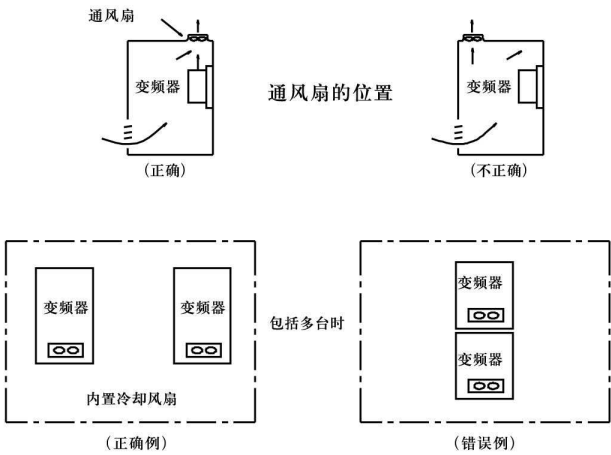 通风扇
变频器
变频器
通风扇的位置
（正确）
（不正确）
变频器
变频器
变频器
包括多台时
变频器
内置冷却风扇
（正确例）
（错误例）